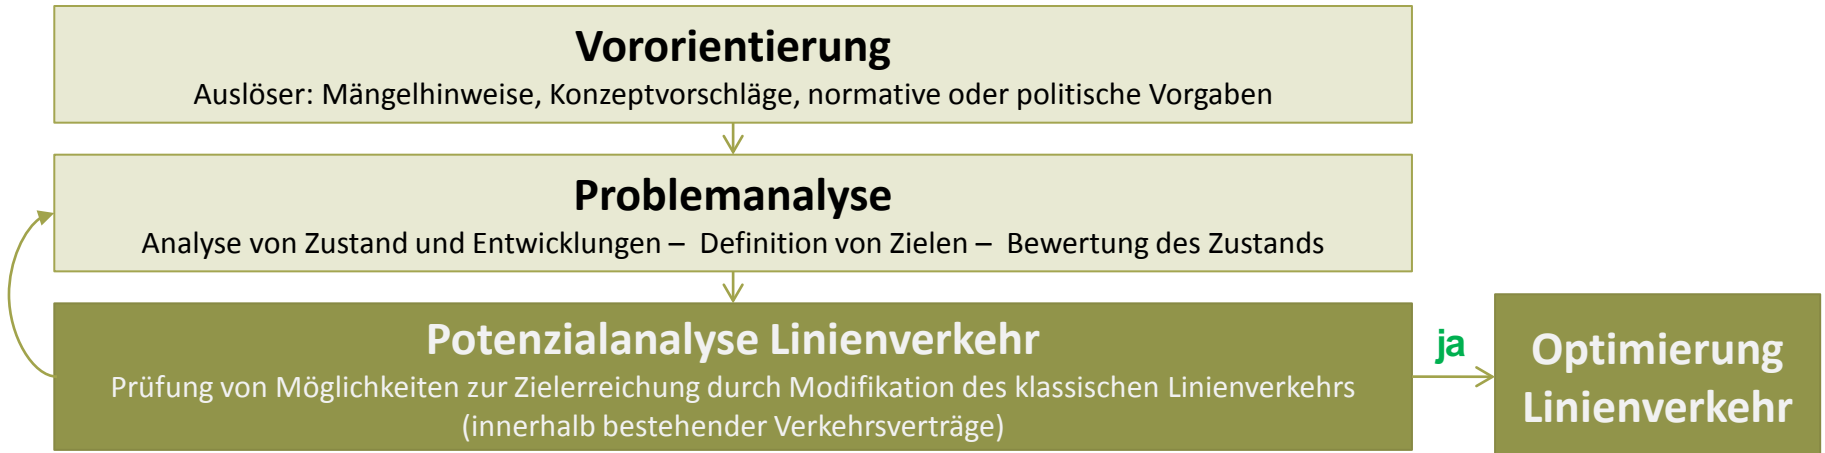 Vororientierung
Auslöser: Mängelhinweise, Konzeptvorschläge, normative oder politische Vorgaben
Problemanalyse
Analyse von Zustand und Entwicklungen – Definition von Zielen – Bewertung des Zustands
Potenzialanalyse Linienverkehr
Prüfung von Möglichkeiten zur Zielerreichung durch Modifikation des klassischen Linienverkehrs
(innerhalb bestehender Verkehrsverträge)
ja
Optimierung
Linienverkehr